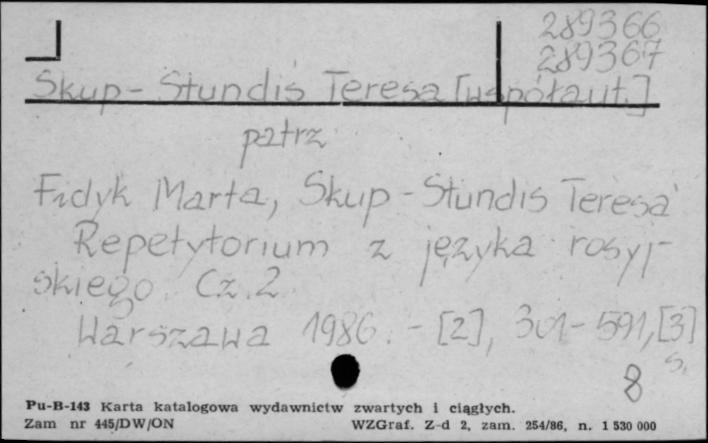 289366
289367
Skup-Stundis Teresa [współaut.]
patrz
Fidyk Marta, Skup-Stundis Teresa
Repetytorium z języka rosyj-
skiego. Cz. 2
Warszawa 1986. - [2], 301-591, [3]
s.
8
Pu-B-143 Karta katalogowa wydawnictw zwartych i ciągłych.
Zam nr 445/DW/ON WZGraf. Z-d 2, zam. 254/86, n. 1 530 000